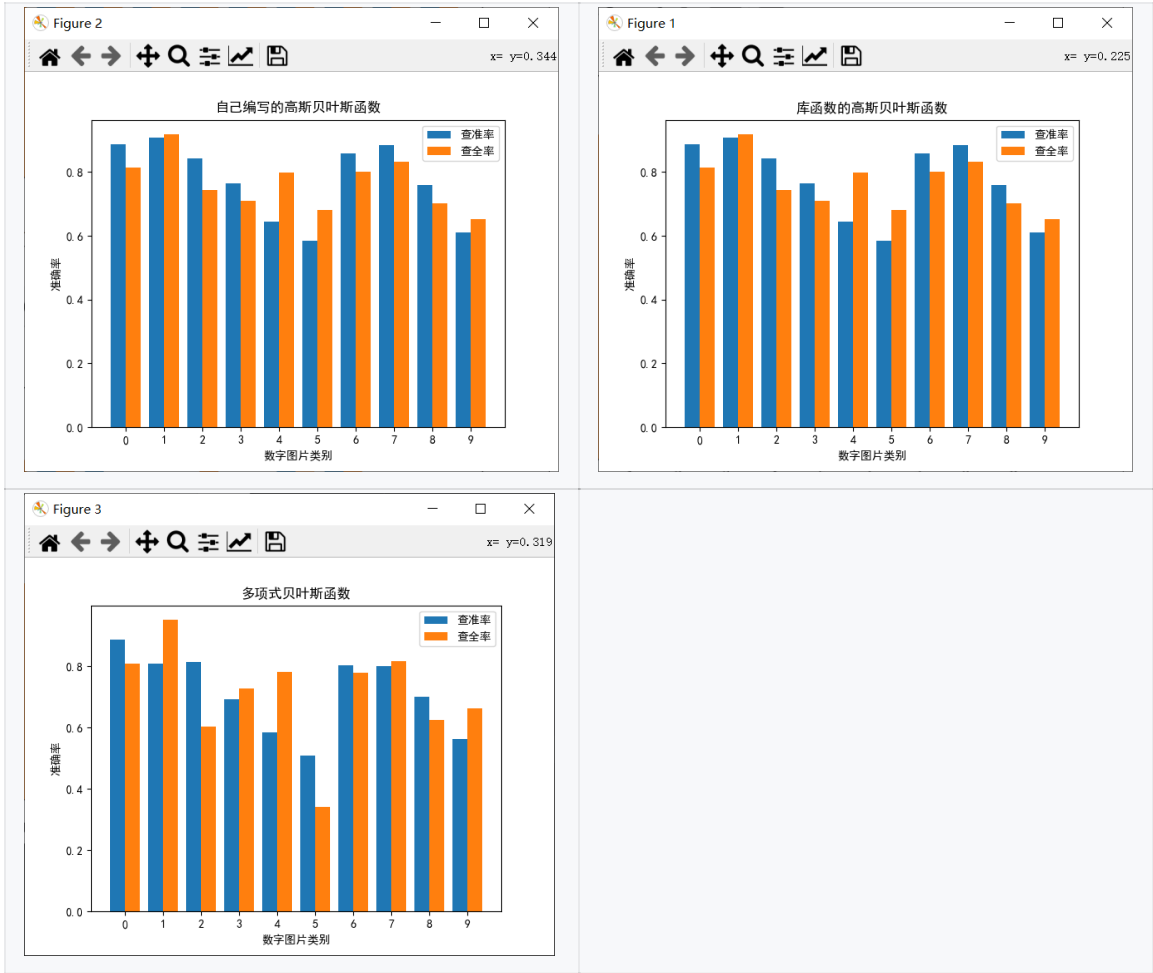 Figure 2
x= y=0.344
自己编写的高斯贝叶斯函数
查准率
查全率
0.8
0.6
0.4
0.2
0.0
准确率
0 1 2 3 4 5 6 7 8 9
数字图片类别
Figure 1
x= y=0.225
库函数的高斯贝叶斯函数
查准率
查全率
0.8
0.6
0.4
0.2
0.0
准确率
0 1 2 3 4 5 6 7 8 9
数字图片类别
Figure 3
x= y=0.319
多项式贝叶斯函数
查准率
查全率
0.8
0.6
0.4
0.2
0.0
准确率
0 1 2 3 4 5 6 7 8 9
数字图片类别